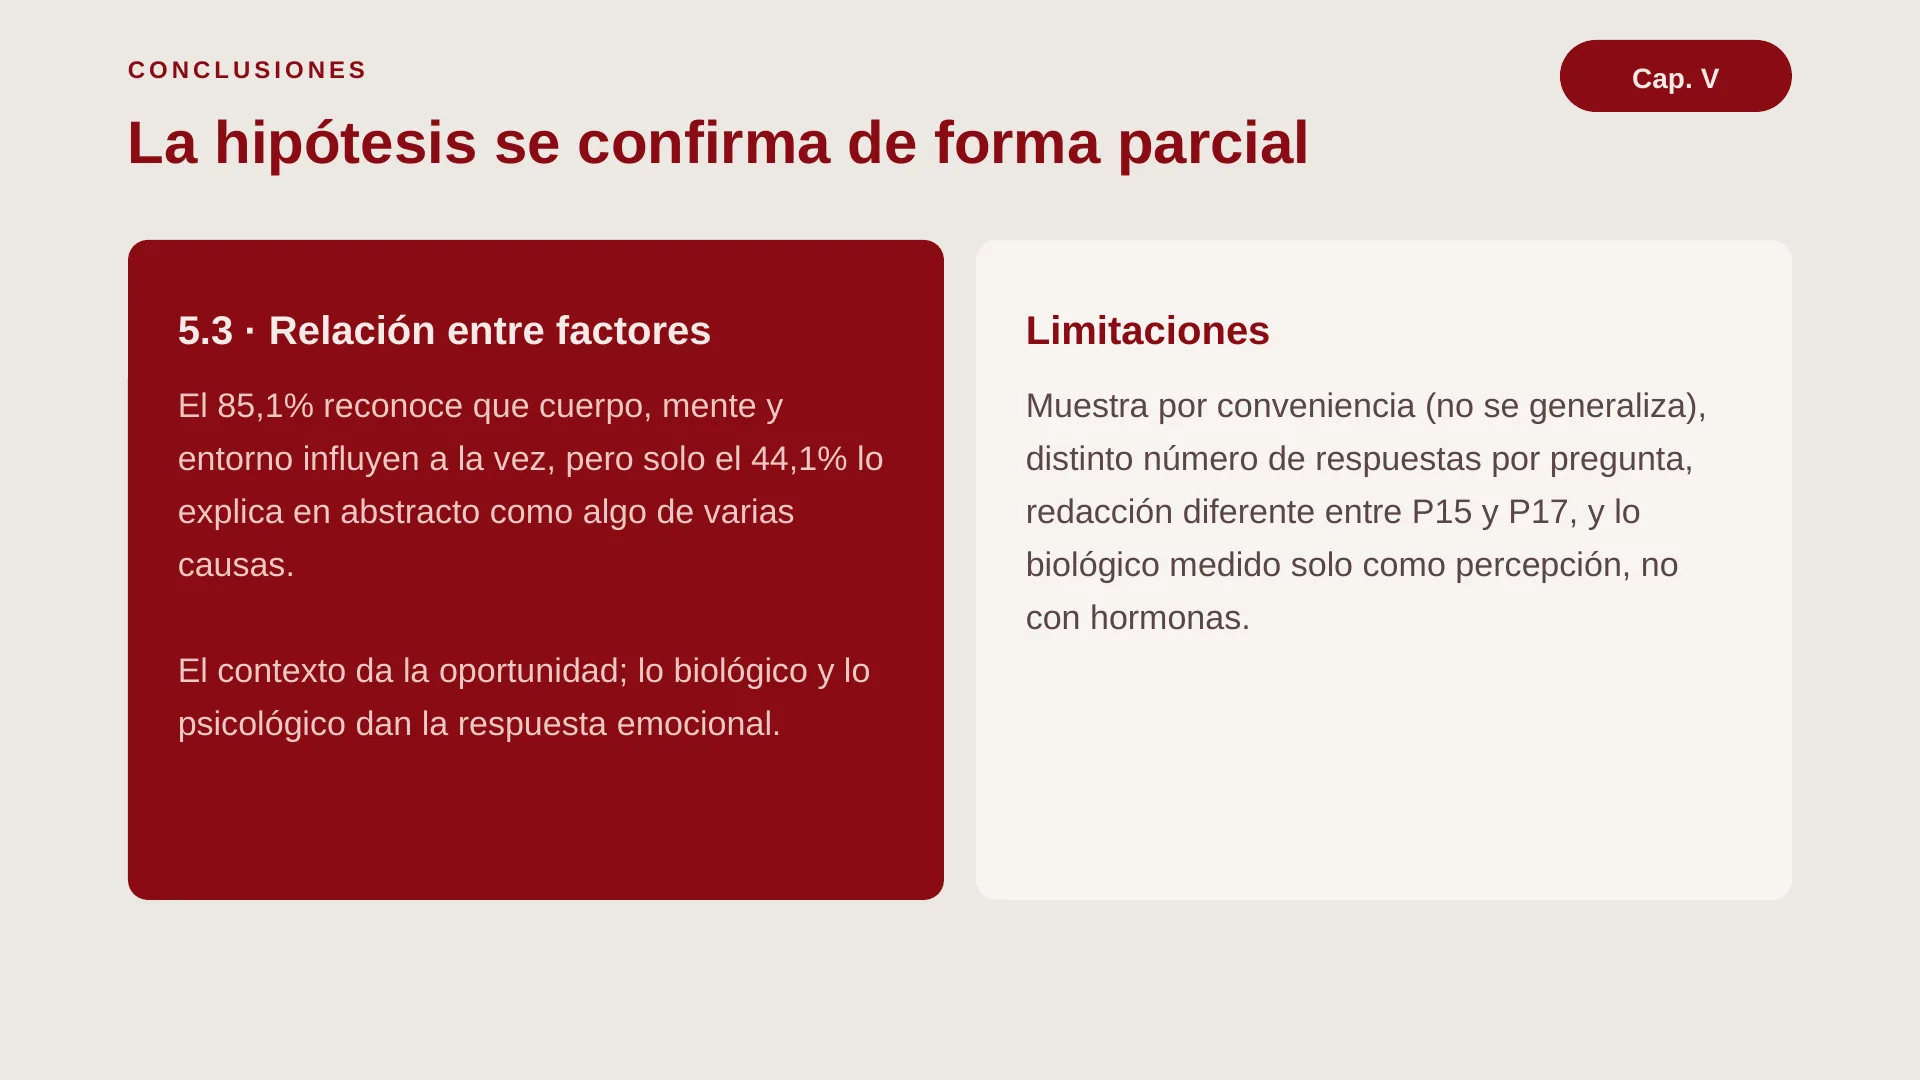 CONCLUSIONES
Cap. V
La hipótesis se confirma de forma parcial
5.3 · Relación entre factores
El 85,1% reconoce que cuerpo, mente y
entorno influyen a la vez, pero solo el 44,1% lo
explica en abstracto como algo de varias
causas.
El contexto da la oportunidad; lo biológico y lo
psicológico dan la respuesta emocional.
Limitaciones
Muestra por conveniencia (no se generaliza),
distinto número de respuestas por pregunta,
redacción diferente entre P15 y P17, y lo
biológico medido solo como percepción, no
con hormonas.